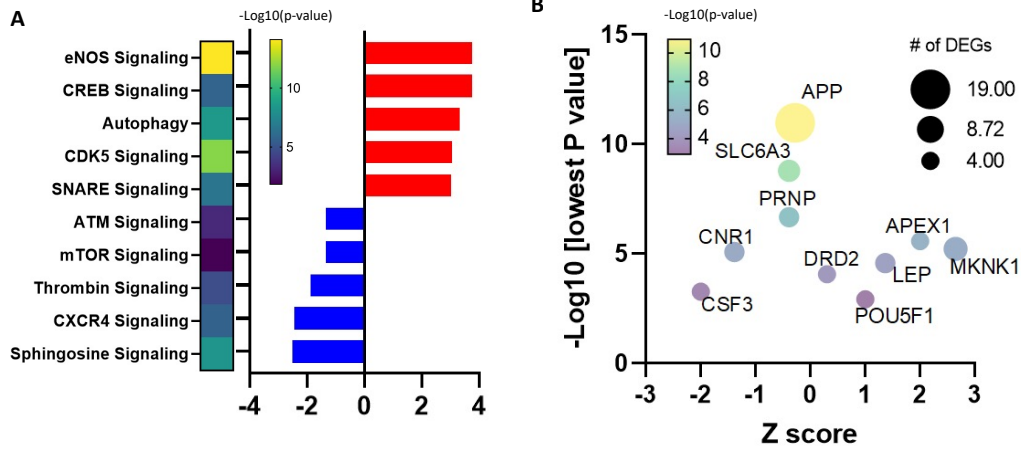 A
-Log10(p-value)
10
5
eNOS Signaling
CREB Signaling
Autophagy
CDK5 Signaling
SNARE Signaling
ATM Signaling
mTOR Signaling
Thrombin Signaling
CXCR4 Signaling
Sphingosine Signaling
-4 -2 0 2 4
B
-Log10(p-value)
10
8
6
4
# of DEGs
19.00
8.72
4.00
-Log10 [lowest P value]
15
10
5
0
APP
SLC6A3
PRNP
CNR1
APEX1
DRD2
LEP
MKNK1
CSF3
POU5F1
-3 -2 -1 0 1 2 3
Z score